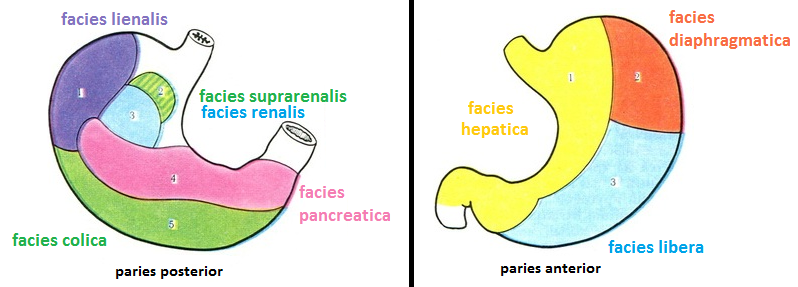 facies lienalis
1
2
3
facies suprarenalis
facies renalis
4
facies
pancreatica
5
facies colica
paries posterior
facies
diaphragmatica
1
2
facies
hepatica
3
facies libera
paries anterior